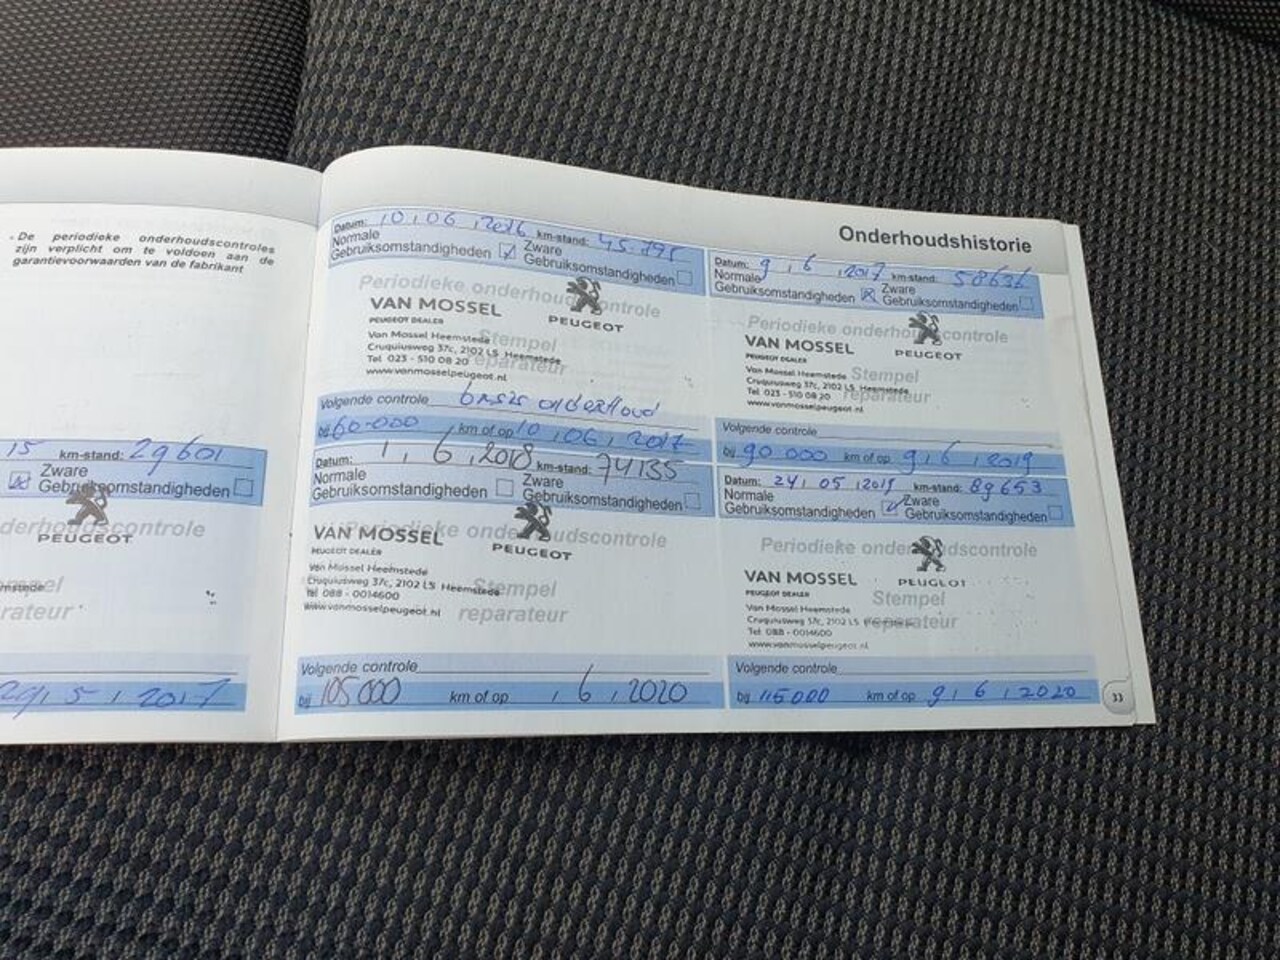 - De periodieke onderhoudscontroles
zijn verplicht om te voldoen aan de
garantievoorwaarden van de fabrikant
15 km-stand: 29601
Zware
Gebruiksomstandigheden
derhoudscontrole
PEUGEOT
29, 5, 2017
Onderhoudshistorie
Datum: 10, 06, 2016 km-stand: 45.195
Normale
Gebruiksomstandigheden
Zware
Gebruiksomstandigheden
Periodieke onderhoudscontrole
VAN MOSSEL
PEUGEOT DEALER
PEUGEOT
Van Mossel Heemstede
Cruquiusweg 37c, 2102 LS Heemstede
Tel 023 - 510 08 20
www.vanmosselpeugeot.nl
Stempel
reparateur
Volgende controle basis onderhoud
bij 60.000 km of op 10, 06, 2017
Datum: 9, 6, 2017 km-stand: 58636
Normale
Gebruiksomstandigheden
Zware
Gebruiksomstandigheden
Periodieke onderhoudscontrole
VAN MOSSEL
PEUGEOT DEALER
PEUGEOT
Van Mossel Heemstede
Cruquiusweg 37c, 2102 LS Heemstede
Tel 023 - 510 08 20
www.vanmosselpeugeot.nl
Stempel
reparateur
Volgende controle
bij 90 000 km of op 9, 6, 2019
Datum: 1, 6, 2018 km-stand: 74135
Normale
Gebruiksomstandigheden
Zware
Gebruiksomstandigheden
Periodieke onderhoudscontrole
VAN MOSSEL
PEUGEOT DEALER
PEUGEOT
Van Mossel Heemstede
Cruquiusweg 37c, 2102 LS Heemstede
Tel 088 - 0014600
www.vanmosselpeugeot.nl
Stempel
reparateur
Volgende controle
bij 105000 km of op , 6, 2020
Datum: 24, 05, 2019 km-stand: 89653
Normale
Gebruiksomstandigheden
Zware
Gebruiksomstandigheden
Periodieke onderhoudscontrole
VAN MOSSEL
PEUGEOT DEALER
PEUGEOT
Van Mossel Heemstede
Cruquiusweg 37c, 2102 LS
Tel 088 - 0014600
www.vanmosselpeugeot.nl
Stempel
reparateur
Volgende controle
bij 115000 km of op 9, 6, 2020
33